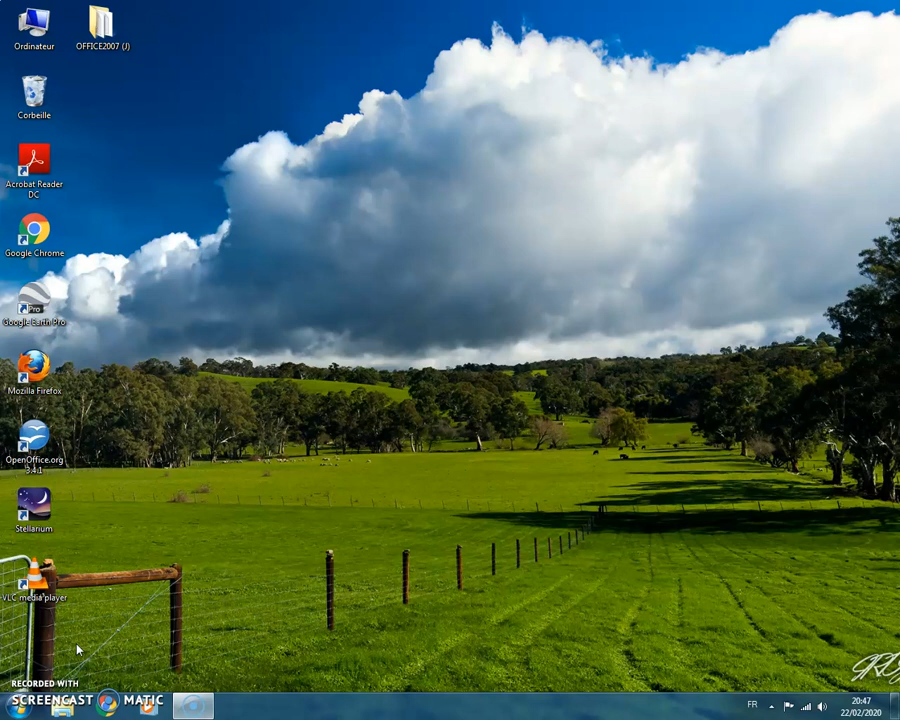 Ordinateur
OFFICE2007 (J)
Corbeille
Acrobat Reader
DC
Google Chrome
Pro
Google Earth Pro
Mozilla Firefox
OpenOffice.org
3.4.1
Stellarium
VLC media player
RECORDED WITH
SCREENCAST MATIC
FR
20:47
22/02/2020